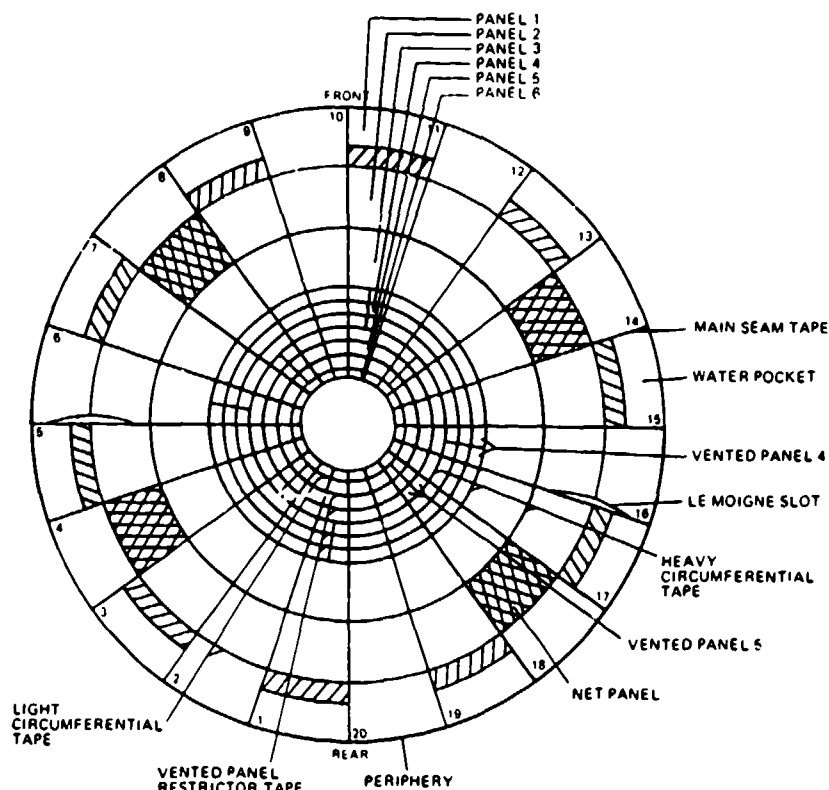 PANEL 1
PANEL 2
PANEL 3
PANEL 4
PANEL 5
PANEL 6
FRONT
10
11
9
12
8
13
7
14
MAIN SEAM TAPE
6
WATER POCKET
5
15
VENTED PANEL 4
LE MOIGNE SLOT
4
16
HEAVY
CIRCUMFERENTIAL
TAPE
3
17
VENTED PANEL 5
2
18
NET PANEL
LIGHT
CIRCUMFERENTIAL
TAPE
1
19
20
REAR
VENTED PANEL
RESTRICTOR TAPE
PERIPHERY